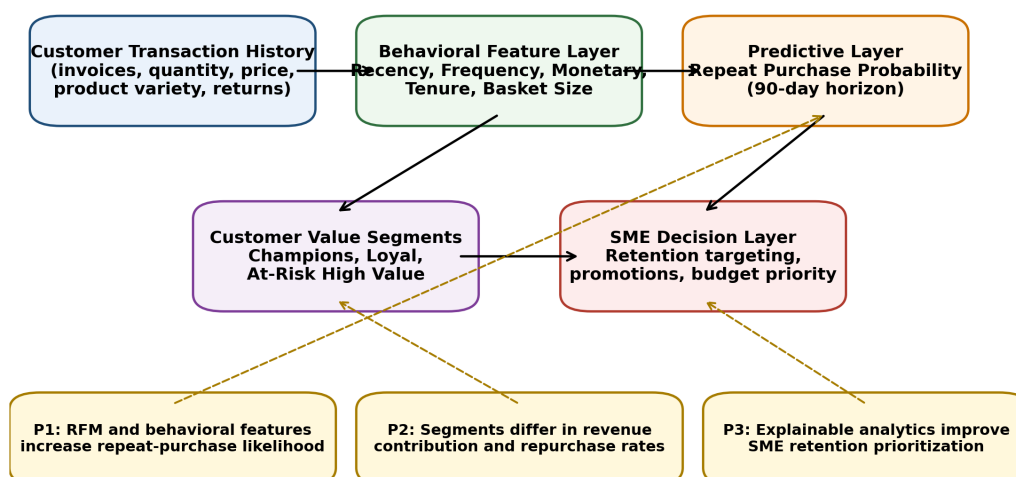 Customer Transaction History
(invoices, quantity, price,
product variety, returns)
Behavioral Feature Layer
Recency, Frequency, Monetary,
Tenure, Basket Size
Predictive Layer
Repeat Purchase Probability
(90-day horizon)
Customer Value Segments
Champions, Loyal,
At-Risk High Value
SME Decision Layer
Retention targeting,
promotions, budget priority
P1: RFM and behavioral features
increase repeat-purchase likelihood
P2: Segments differ in revenue
contribution and repurchase rates
P3: Explainable analytics improve
SME retention prioritization